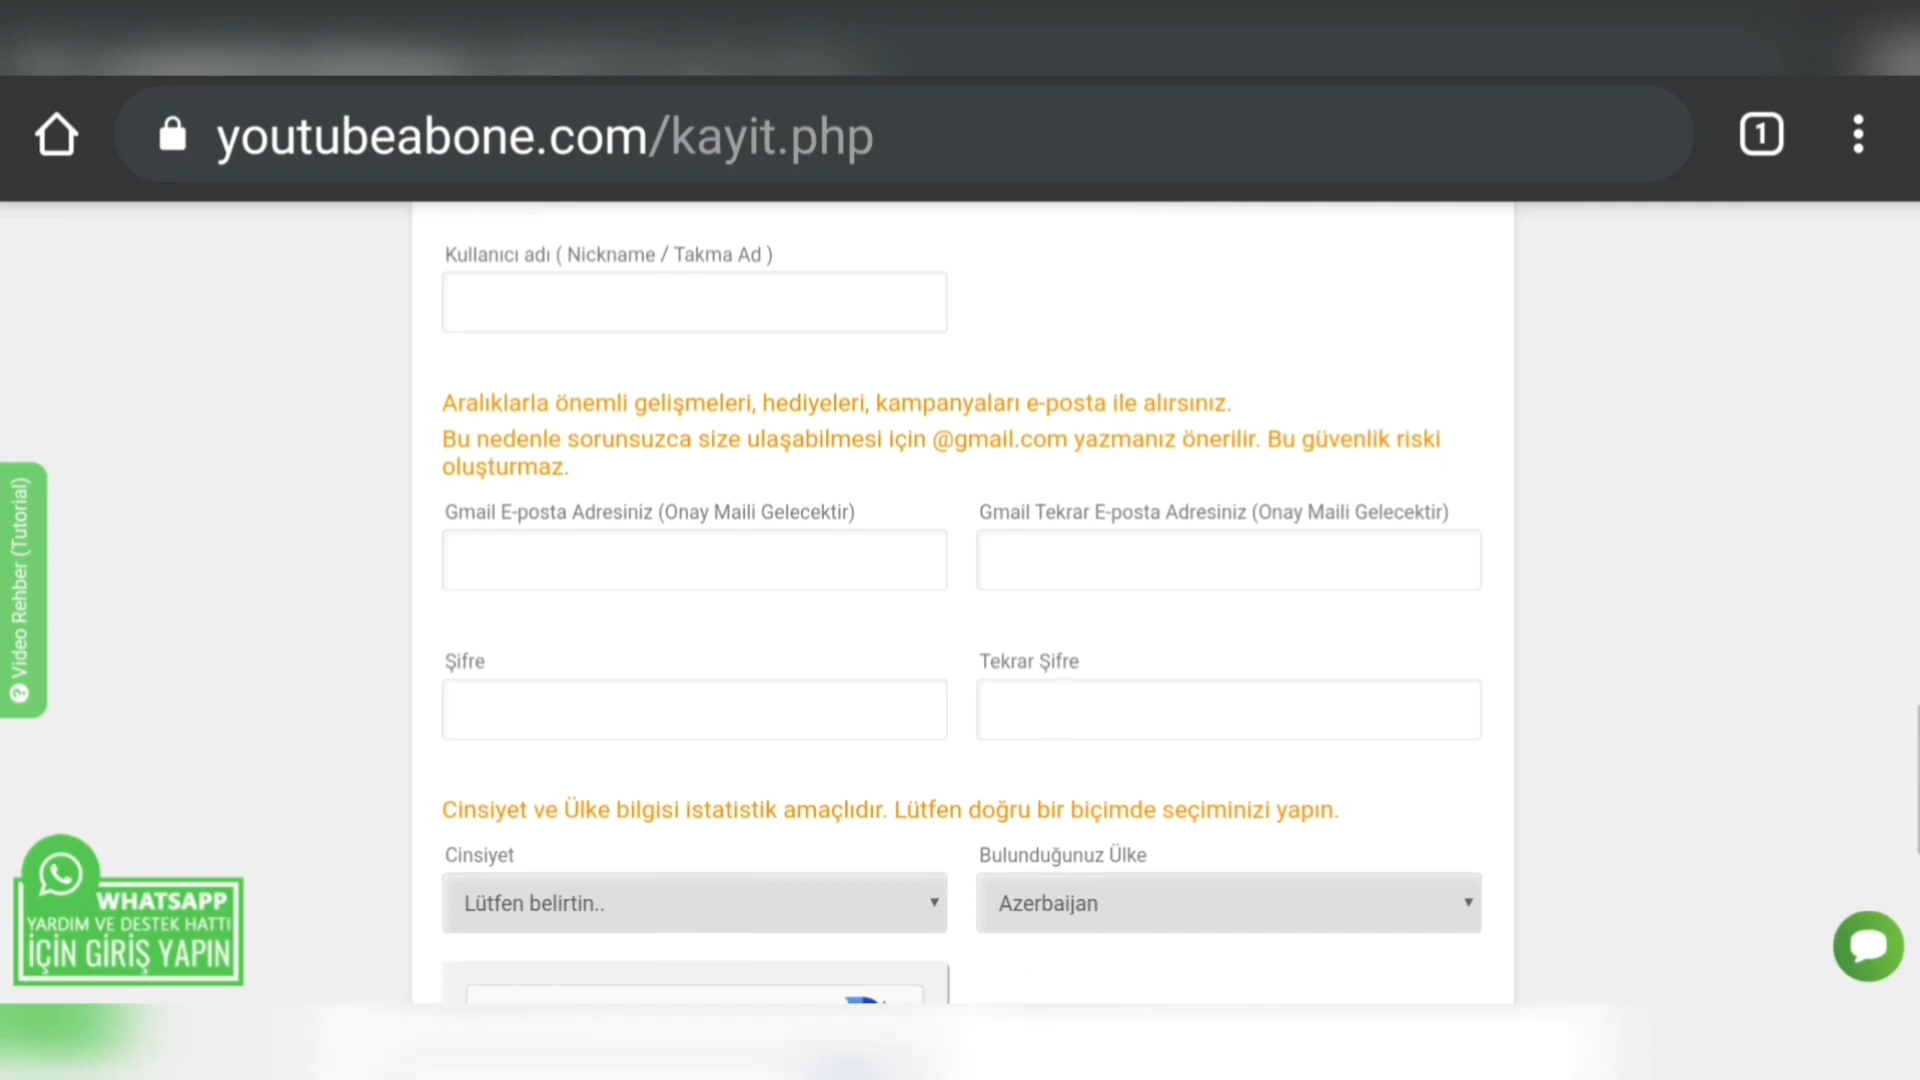 youtubeabone.com/kayit.php
1
Kullanıcı adı ( Nickname / Takma Ad )
Aralıklarla önemli gelişmeleri, hediyeleri, kampanyaları e-posta ile alırsınız.
Bu nedenle sorunsuzca size ulaşabilmesi için @gmail.com yazmanız önerilir. Bu güvenlik riski
oluşturmaz.
Gmail E-posta Adresiniz (Onay Maili Gelecektir)
Gmail Tekrar E-posta Adresiniz (Onay Maili Gelecektir)
Şifre
Tekrar Şifre
Cinsiyet ve Ülke bilgisi istatistik amaçlıdır. Lütfen doğru bir biçimde seçiminizi yapın.
Cinsiyet
Bulunduğunuz Ülke
Lütfen belirtin..
Azerbaijan
Video Rehber (Tutorial)
WHATSAPP
YARDIM VE DESTEK HATTI
İÇİN GİRİŞ YAPIN